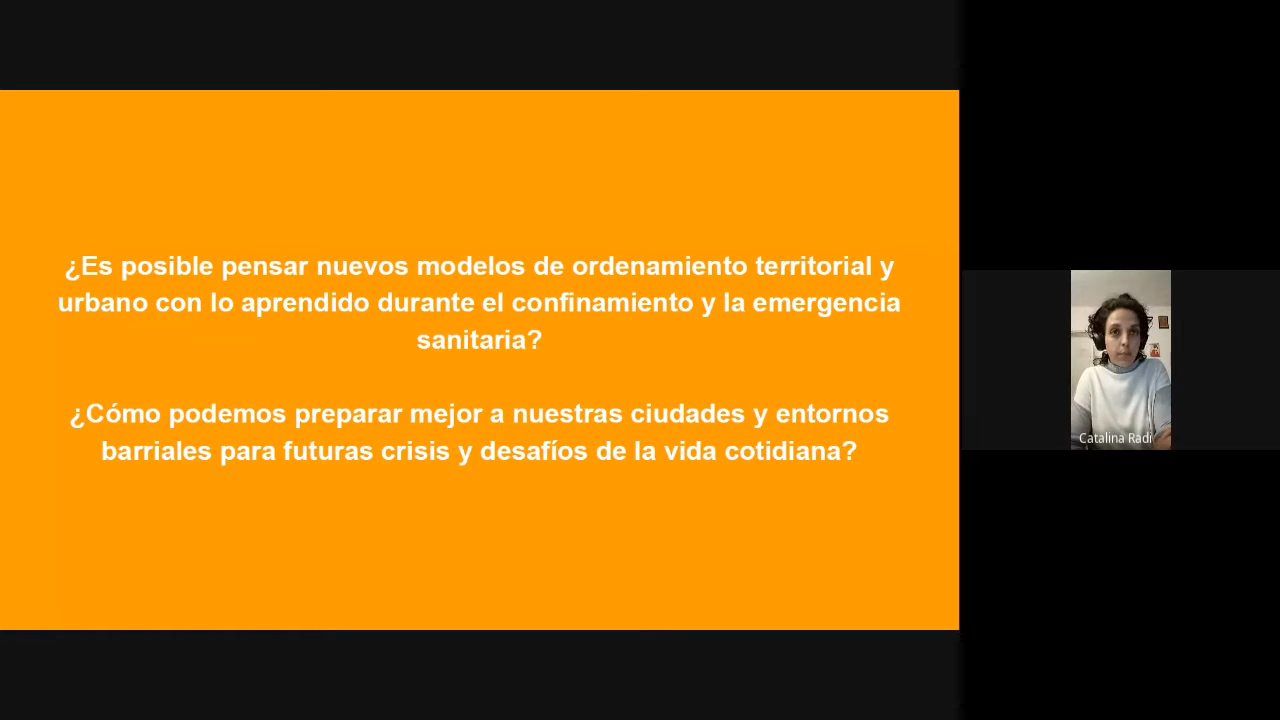 ¿Es posible pensar nuevos modelos de ordenamiento territorial y
urbano con lo aprendido durante el confinamiento y la emergencia
sanitaria?
¿Cómo podemos preparar mejor a nuestras ciudades y entornos
barriales para futuras crisis y desafíos de la vida cotidiana?
Catalina Radi